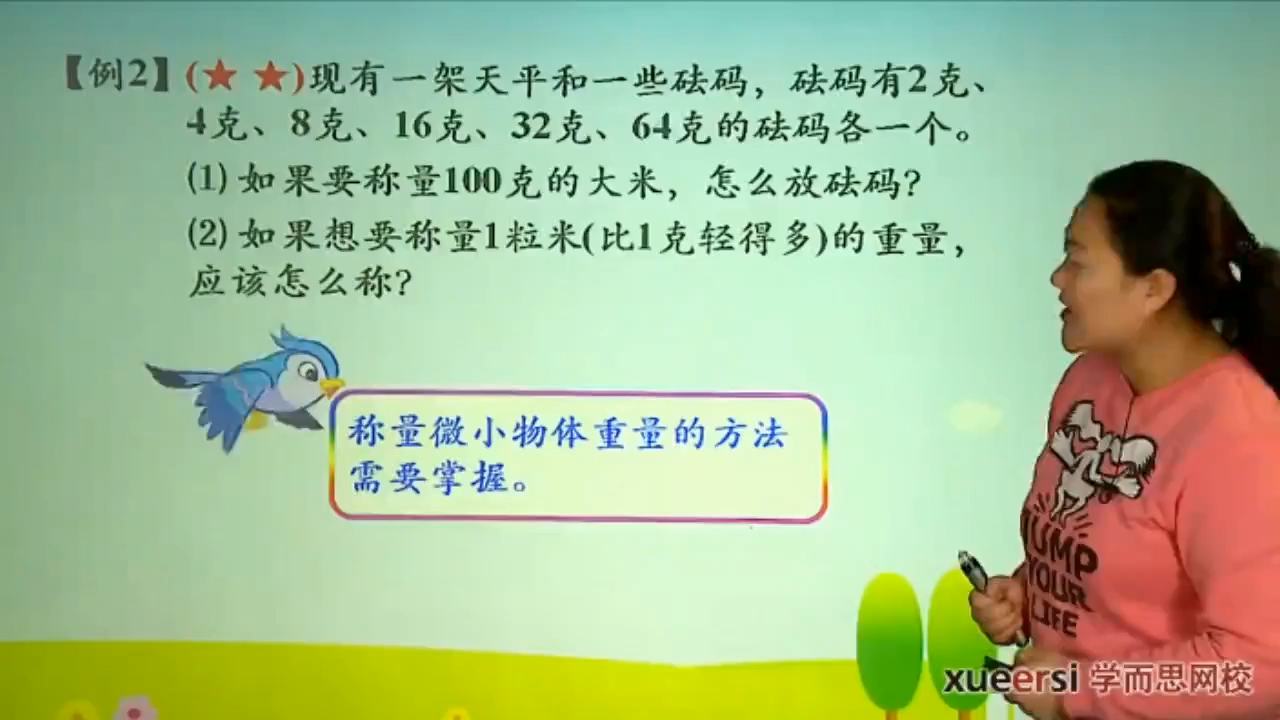 【例2】(★ ★)现有一架天平和一些砝码，砝码有2克、
4克、8克、16克、32克、64克的砝码各一个。
(1) 如果要称量100克的大米，怎么放砝码？
(2) 如果想要称量1粒米(比1克轻得多)的重量，
应该怎么称？
称量微小物体重量的方法
需要掌握。
JUMP
YOUR
LIFE
xueersi 学而思网校